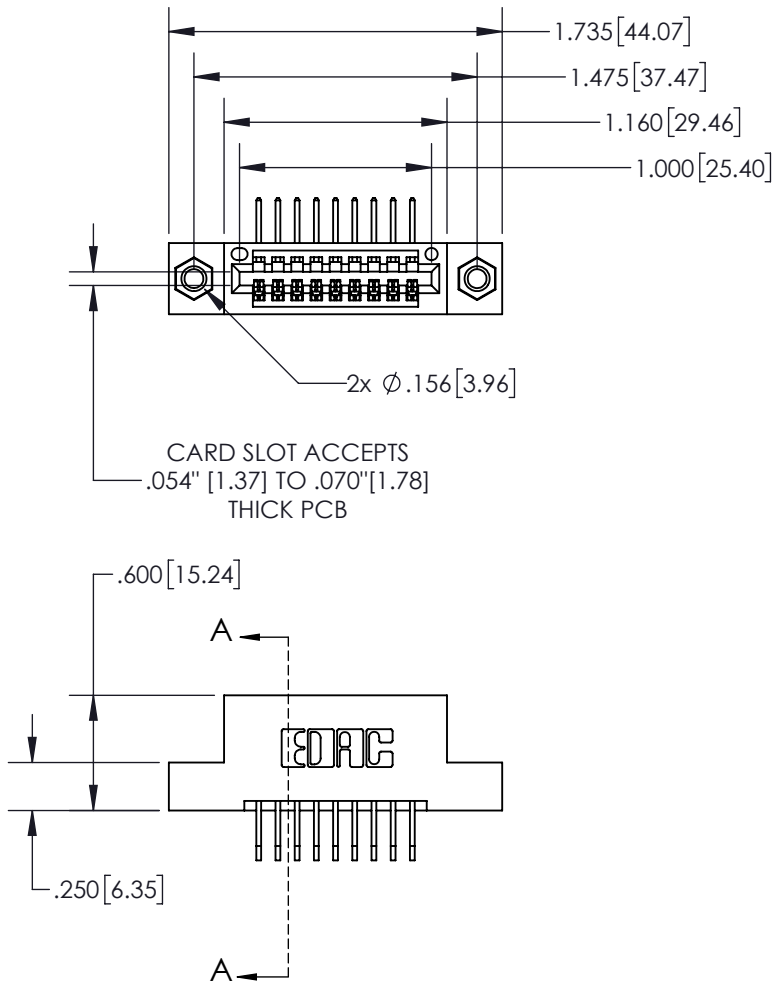 1.735[44.07]
1.475[37.47]
1.160[29.46]
1.000[25.40]
2x Ø.156[3.96]
CARD SLOT ACCEPTS
.054" [1.37] TO .070"[1.78]
THICK PCB
.600[15.24]
A
EDAC
.250[6.35]
A